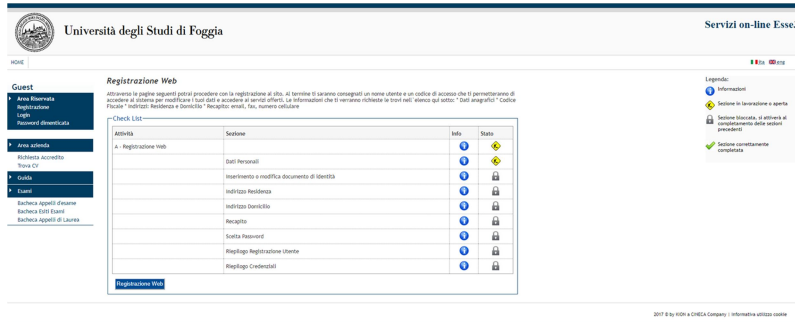 Università degli Studi di Foggia
Servizi on-line Esse.
HOME
ita eng
Guest
Area Riservata
Registrazione
Login
Password dimenticata
Area azienda
Richiesta Accredito
Trova CV
Guida
Esami
Bacheca Appelli d'esame
Bacheca Esiti Esami
Bacheca Appelli di Laurea
Registrazione Web
Attraverso le pagine seguenti potrai procedere con la registrazione al sito. Al termine ti saranno consegnati un nome utente e un codice di accesso che ti permetteranno di
accedere al sistema per modificare i tuoi dati e accedere ai servizi offerti. Le informazioni che ti verranno richieste le trovi nell'elenco qui sotto: * Dati anagrafici * Codice
Fiscale * Indirizzi: Residenza e Domicilio * Recapito: email, fax, numero cellulare
Check List
Attività Sezione Info Stato
A - Registrazione Web
Dati Personali
Inserimento o modifica documento di identità
Indirizzo Residenza
Indirizzo Domicilio
Recapito
Scelta Password
Riepilogo Registrazione Utente
Riepilogo Credenziali
Registrazione Web
Legenda:
Informazioni
Sezione in lavorazione o aperta
Sezione bloccata, si attiverà al
completamento delle sezioni
precedenti
Sezione correttamente
completata
2017 © by KION a CINECA Company | Informativa utilizzo cookie